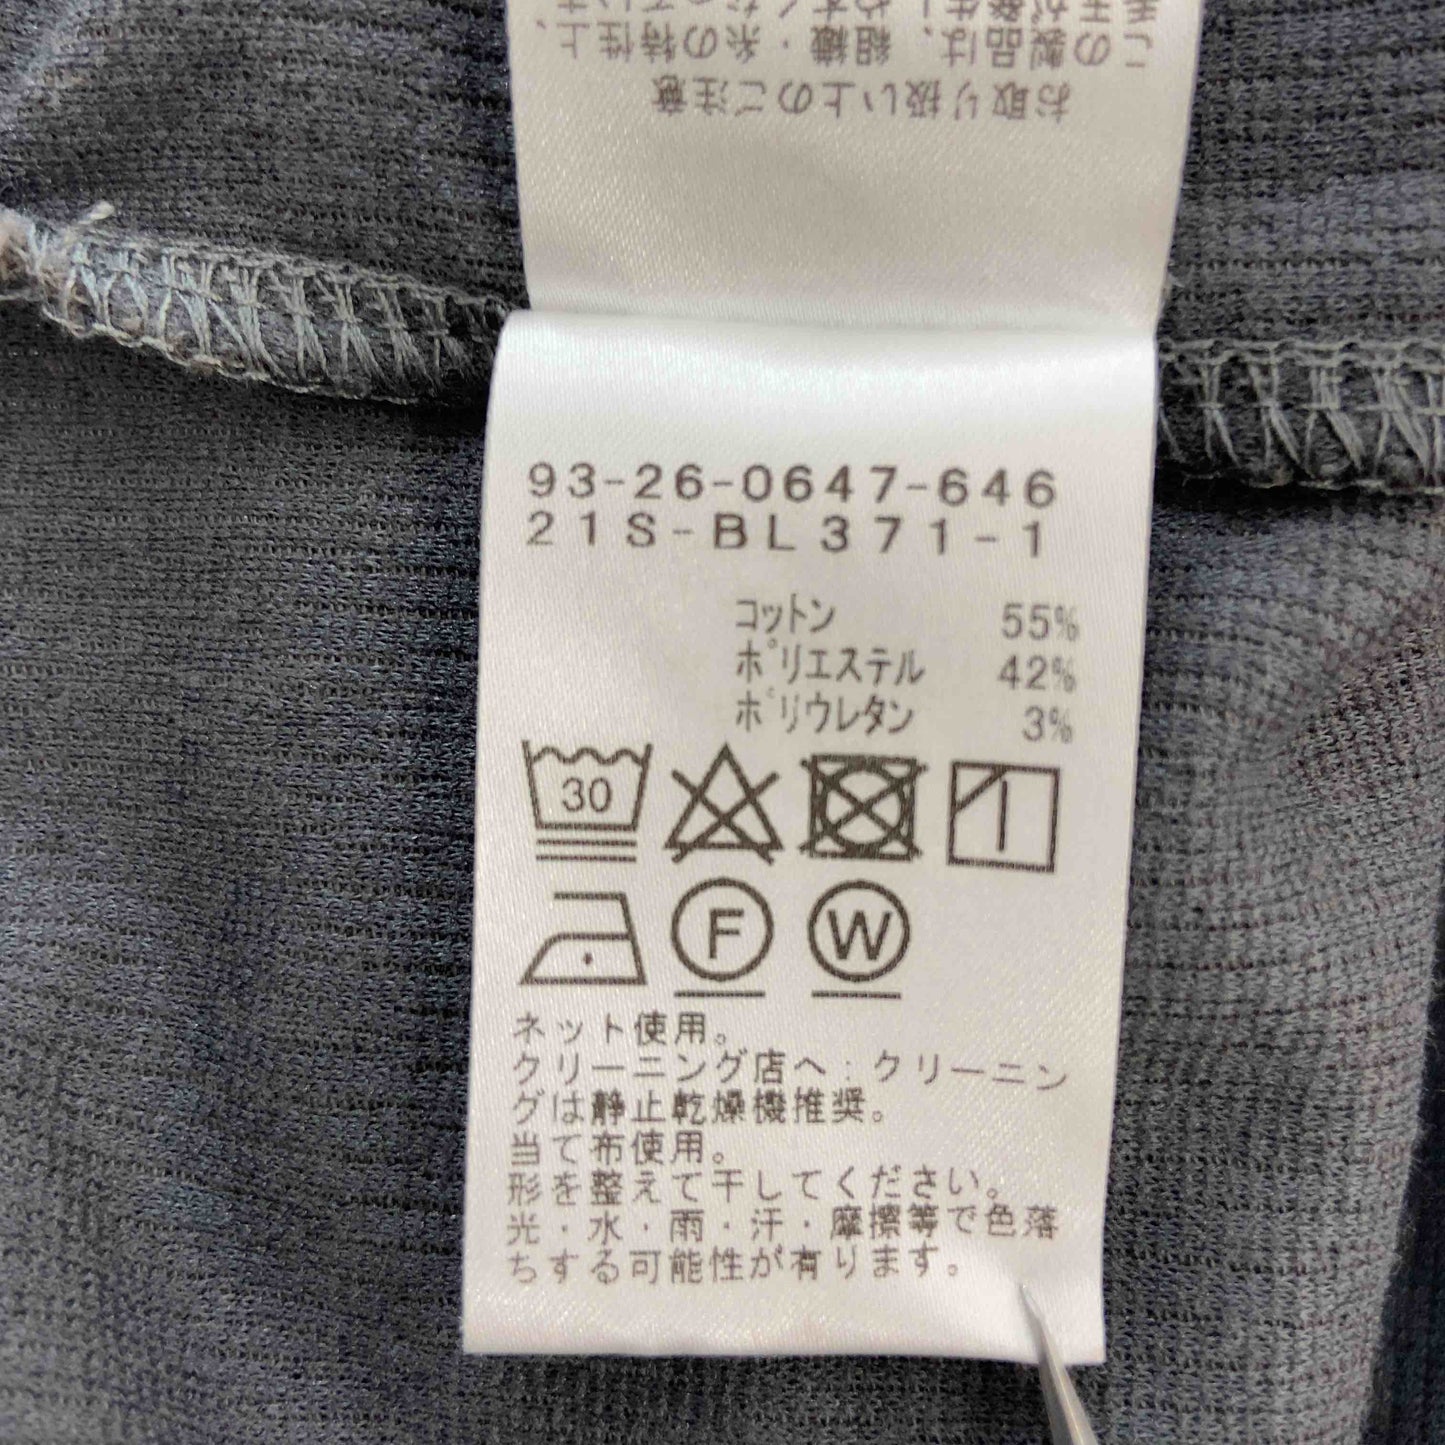 お取り扱い上のご注意
この製品は、組織・糸の特性上、
93-26-0647-646
21S-BL371-1
コットン 55%
ポリエステル 42%
ポリウレタン 3%
30
F W
ネット使用。
クリーニング店へ:クリーニン
グは静止乾燥機推奨。
当て布使用。
形を整えて干してください。
光・水・雨・汗・摩擦等で色落
ちする可能性が有ります。